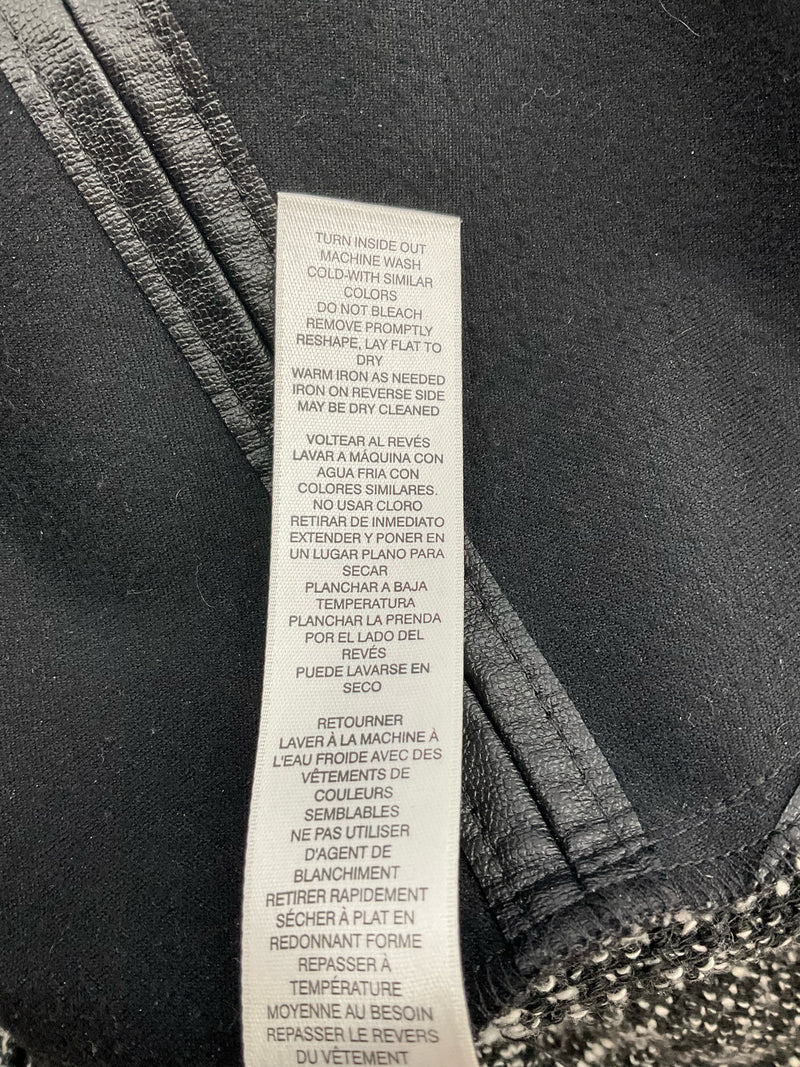 TURN INSIDE OUT
MACHINE WASH
COLD-WITH SIMILAR
COLORS
DO NOT BLEACH
REMOVE PROMPTLY
RESHAPE, LAY FLAT TO
DRY
WARM IRON AS NEEDED
IRON ON REVERSE SIDE
MAY BE DRY CLEANED
VOLTEAR AL REVÉS
LAVAR A MÁQUINA CON
AGUA FRIA CON
COLORES SIMILARES.
NO USAR CLORO
RETIRAR DE INMEDIATO
EXTENDER Y PONER EN
UN LUGAR PLANO PARA
SECAR
PLANCHAR A BAJA
TEMPERATURA
PLANCHAR LA PRENDA
POR EL LADO DEL
REVÉS
PUEDE LAVARSE EN
SECO
RETOURNER
LAVER À LA MACHINE À
L'EAU FROIDE AVEC DES
VÊTEMENTS DE
COULEURS
SEMBLABLES
NE PAS UTILISER
D'AGENT DE
BLANCHIMENT
RETIRER RAPIDEMENT
SÉCHER À PLAT EN
REDONNANT FORME
REPASSER À
TEMPÉRATURE
MOYENNE AU BESOIN
REPASSER LE REVERS
DU VÊTEMENT